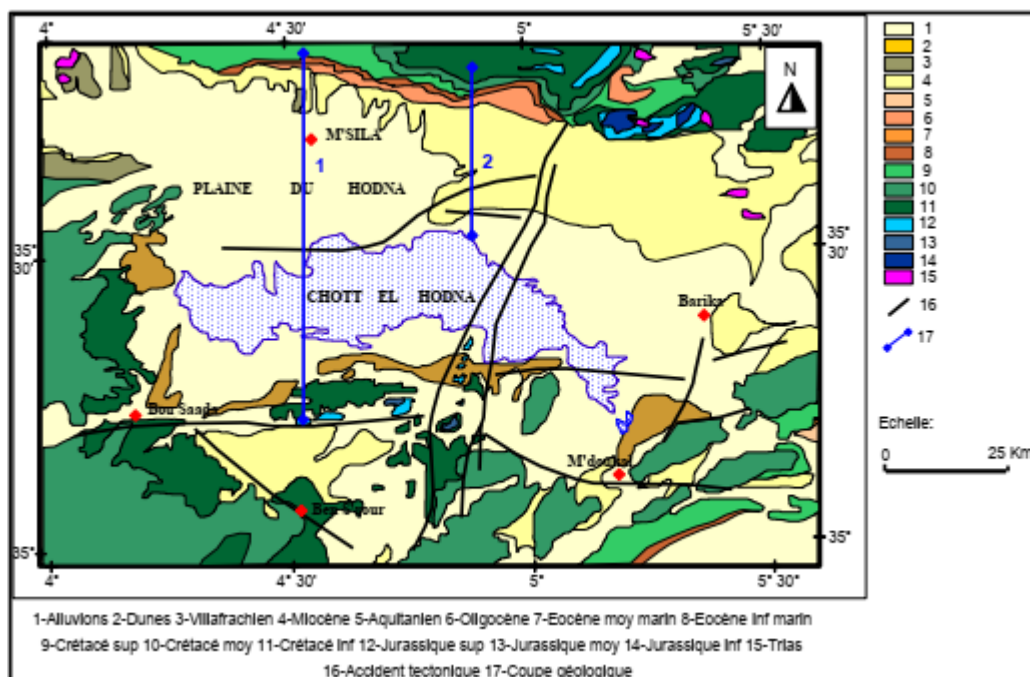 4° 4° 30' 5° 5° 30'
N
M'SILA
1 2
PLAINE DU HODNA
35° 30' 35° 30'
CHOTT EL HODNA
Barika
Bou Saada
M'doukal
Ben S'rour
35° 35°
4° 4° 30' 5° 5° 30'
1
2
3
4
5
6
7
8
9
10
11
12
13
14
15
16
17
Echelle:
0 25 Km
1-Alluvions 2-Dunes 3-Villafrachien 4-Miocène 5-Aquitanien 6-Oligocène 7-Eocène moy marin 8-Eocène inf marin
9-Crétacé sup 10-Crétacé moy 11-Crétacé inf 12-Jurassique sup 13-Jurassique moy 14-Jurassique inf 15-Trias
16-Accident tectonique 17-Coupe géologique